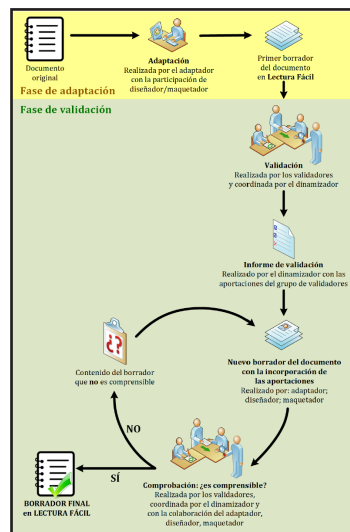 Documento
original
Adaptación
Realizada por el adaptador
con la participación de
diseñador/maquetador
Primer borrador
del documento
en Lectura Fácil
Fase de adaptación
Fase de validación
Validación
Realizada por los validadores
y coordinada por el dinamizador
Informe de validación
Realizado por el dinamizador con las
aportaciones del grupo de validadores
¿?
Contenido del borrador
que no es comprensible
Nuevo borrador del documento
con la incorporación de
las aportaciones
Realizado por: adaptador;
diseñador; maquetador
NO
SÍ
Comprobación: ¿es comprensible?
Realizada por los validadores,
coordinada por el dinamizador y
con la colaboración del adaptador,
diseñador, maquetador
BORRADOR FINAL
en LECTURA FÁCIL